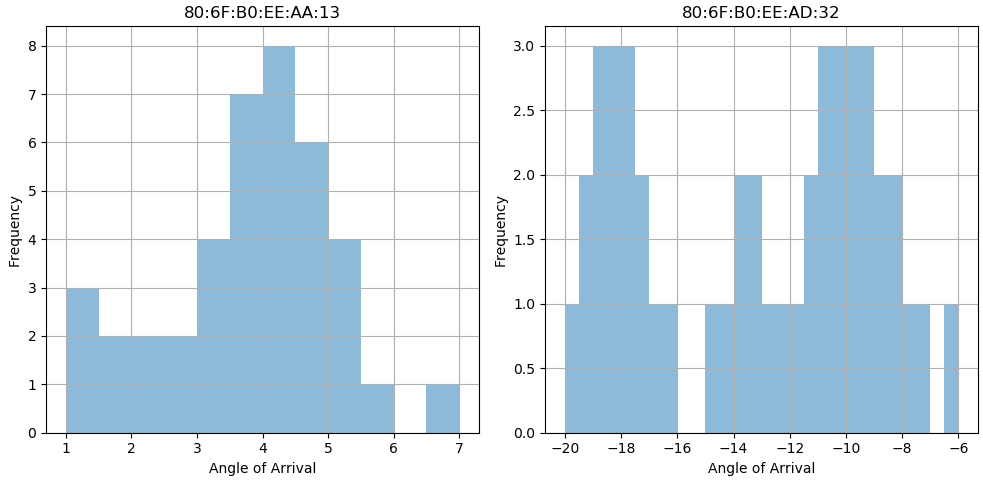 80:6F:B0:EE:AA:13
8
7
6
5
4
3
2
1
0
Frequency
1 2 3 4 5 6 7
Angle of Arrival
80:6F:B0:EE:AD:32
3.0
2.5
2.0
1.5
1.0
0.5
0.0
Frequency
−20 −18 −16 −14 −12 −10 −8 −6
Angle of Arrival